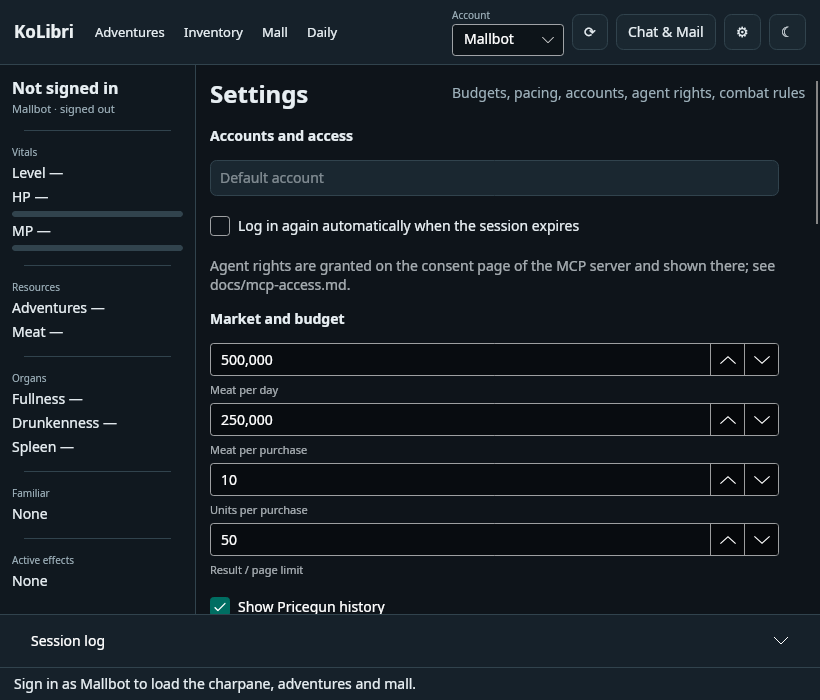 KoLibri
Adventures
Inventory
Mall
Daily
Account
Mallbot
Chat & Mail
Not signed in
Mallbot · signed out
Vitals
Level —
HP —
MP —
Resources
Adventures —
Meat —
Organs
Fullness —
Drunkenness —
Spleen —
Familiar
None
Active effects
None
Settings
Budgets, pacing, accounts, agent rights, combat rules
Accounts and access
Default account
Log in again automatically when the session expires
Agent rights are granted on the consent page of the MCP server and shown there; see
docs/mcp-access.md.
Market and budget
500,000
Meat per day
250,000
Meat per purchase
10
Units per purchase
50
Result / page limit
Show Pricegun history
Session log
Sign in as Mallbot to load the charpane, adventures and mall.